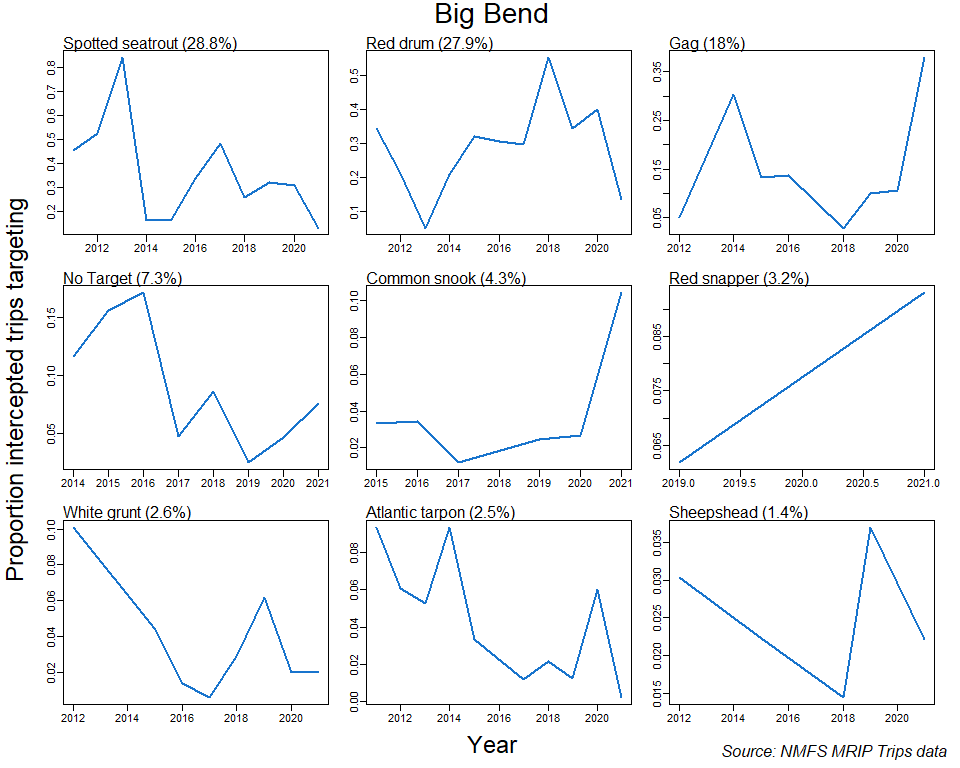 Big Bend
Proportion intercepted trips targeting
Spotted seatrout (28.8%)
0.8
0.7
0.6
0.5
0.4
0.3
0.2
2012 2014 2016 2018 2020
Red drum (27.9%)
0.5
0.4
0.3
0.2
0.1
2012 2014 2016 2018 2020
Gag (18%)
0.35
0.25
0.15
0.05
2012 2014 2016 2018 2020
No Target (7.3%)
0.15
0.10
0.05
2014 2015 2016 2017 2018 2019 2020 2021
Common snook (4.3%)
0.10
0.08
0.06
0.04
0.02
2015 2016 2017 2018 2019 2020 2021
Red snapper (3.2%)
0.085
0.075
0.065
2019.0 2019.5 2020.0 2020.5 2021.0
White grunt (2.6%)
0.10
0.08
0.06
0.04
0.02
2012 2014 2016 2018 2020
Atlantic tarpon (2.5%)
0.08
0.06
0.04
0.02
0.00
2012 2014 2016 2018 2020
Sheepshead (1.4%)
0.035
0.030
0.025
0.020
0.015
2012 2014 2016 2018 2020
Year
Source: NMFS MRIP Trips data